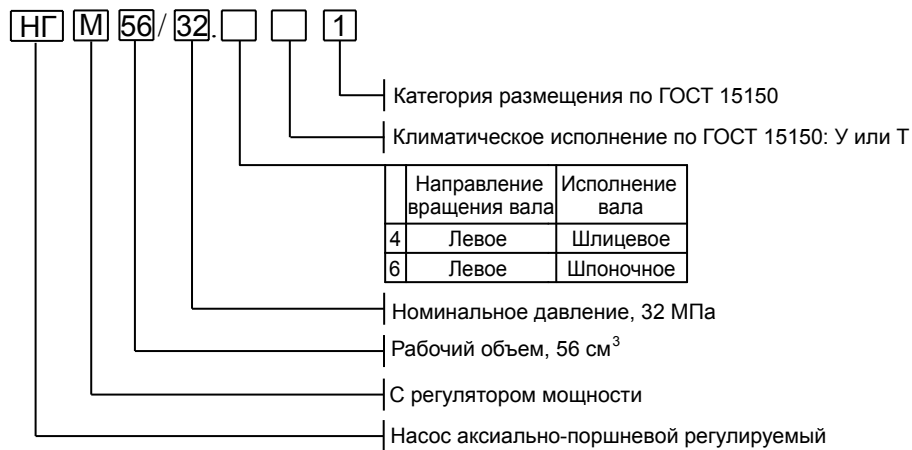 НГ М 56 / 32. 1
Категория размещения по ГОСТ 15150
Климатическое исполнение по ГОСТ 15150: У или Т
Направление вращения вала Исполнение вала
4 Левое Шлицевое
6 Левое Шпоночное
Номинальное давление, 32 МПа
Рабочий объем, 56 см³
С регулятором мощности
Насос аксиально-поршневой регулируемый